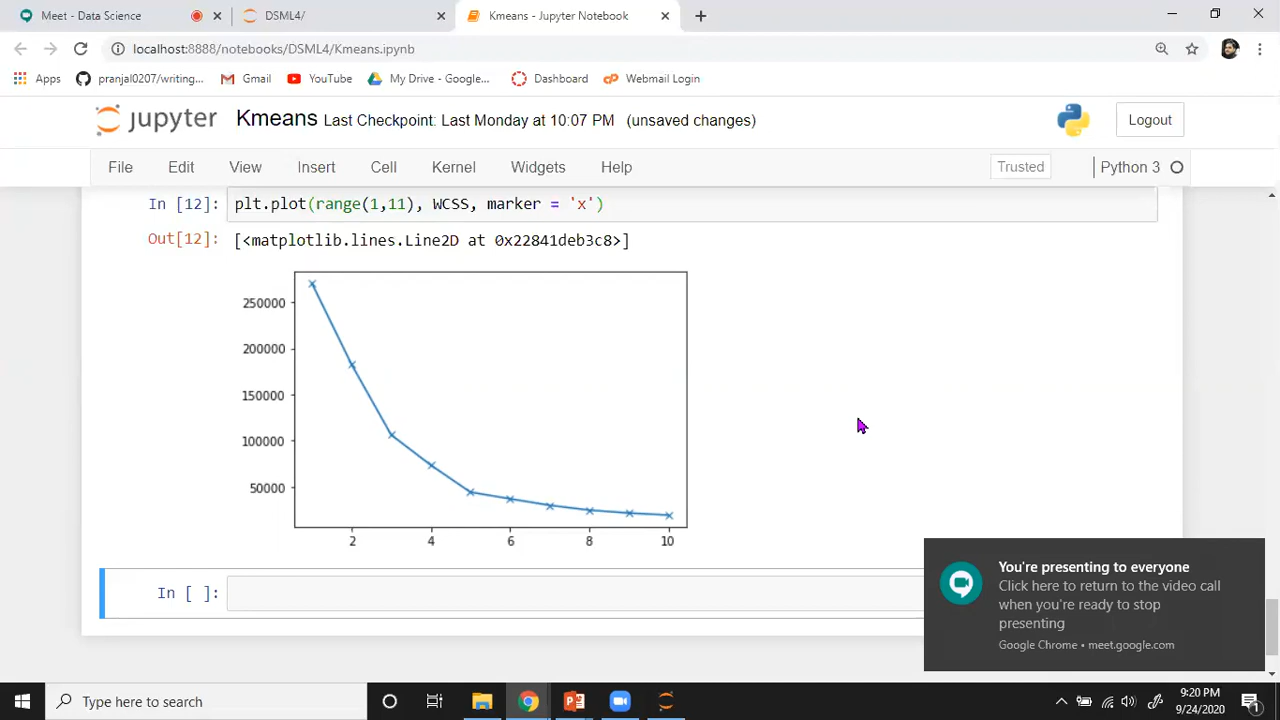 Meet - Data Science
DSML4/
Kmeans - Jupyter Notebook
localhost:8888/notebooks/DSML4/Kmeans.ipynb
Apps
pranjal0207/writing...
Gmail
YouTube
My Drive - Google...
Dashboard
cP Webmail Login
jupyter Kmeans Last Checkpoint: Last Monday at 10:07 PM (unsaved changes)
Logout
File Edit View Insert Cell Kernel Widgets Help
Trusted
Python 3
In [12]: plt.plot(range(1,11), WCSS, marker = 'x')
Out[12]: [<matplotlib.lines.Line2D at 0x22841deb3c8>]
250000
200000
150000
100000
50000
2 4 6 8 10
In [ ]:
You're presenting to everyone
Click here to return to the video call
when you're ready to stop
presenting
Google Chrome • meet.google.com
Type here to search
9:20 PM
9/24/2020
1